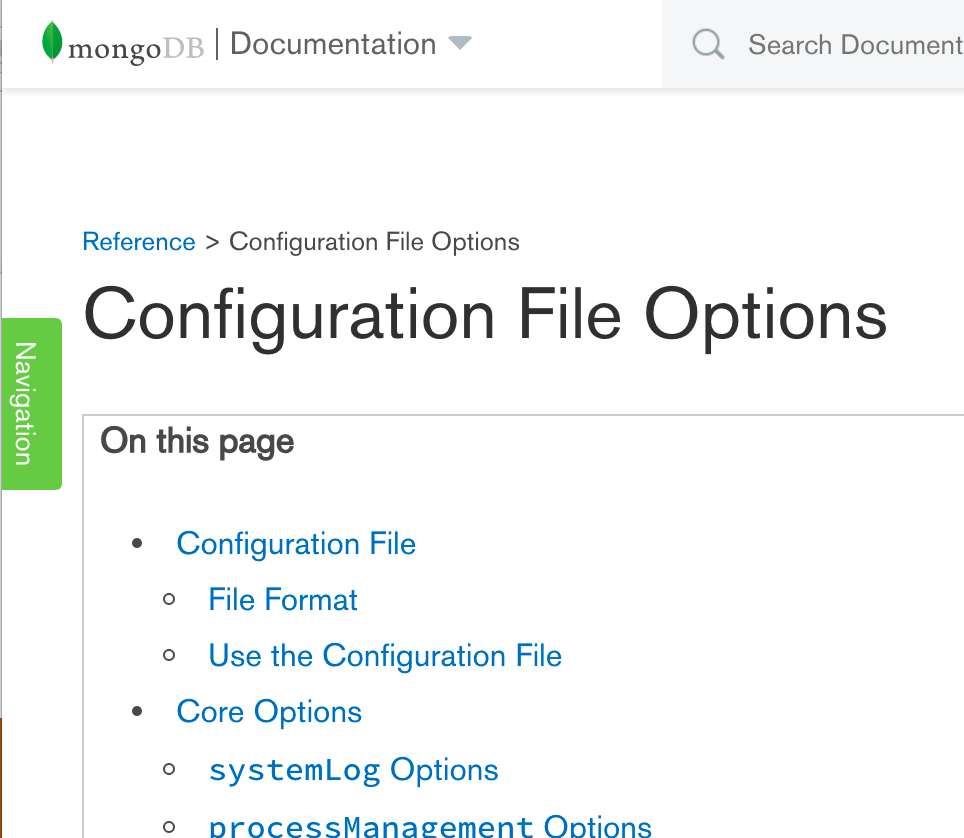 mongoDB | Documentation
Search Document
Reference > Configuration File Options
Configuration File Options
Navigation
On this page
Configuration File
File Format
Use the Configuration File
Core Options
systemLog Options
processManagement Options